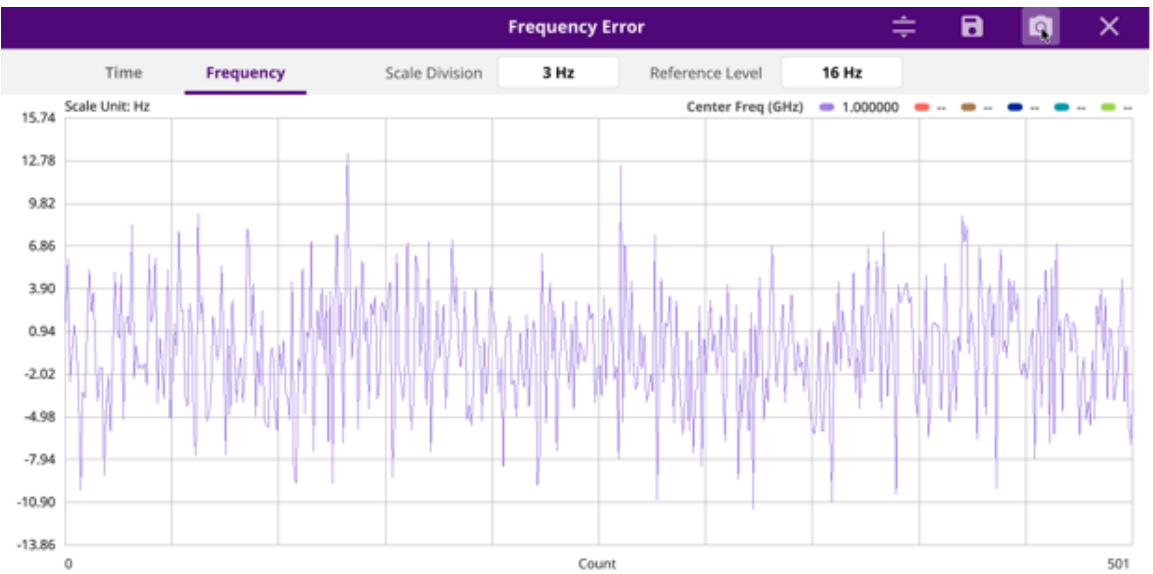 Frequency Error
Time Frequency Scale Division 3 Hz Reference Level 16 Hz
Scale Unit: Hz Center Freq (GHz) 1.000000 -- -- -- -- --
15.74
12.78
9.82
6.86
3.90
0.94
-2.02
-4.98
-7.94
-10.90
-13.86
0 Count 501